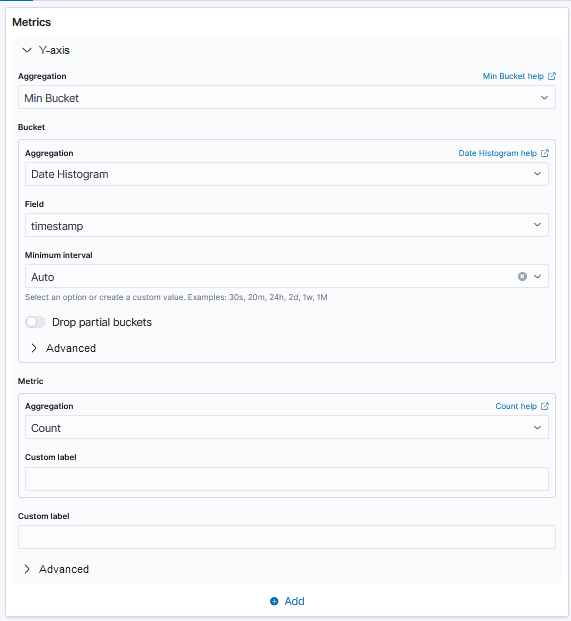 Metrics
Y-axis
Aggregation
Min Bucket help
Min Bucket
Bucket
Aggregation
Date Histogram help
Date Histogram
Field
timestamp
Minimum interval
Auto
Select an option or create a custom value. Examples: 30s, 20m, 24h, 2d, 1w, 1M
Drop partial buckets
Advanced
Metric
Aggregation
Count help
Count
Custom label
Custom label
Advanced
Add